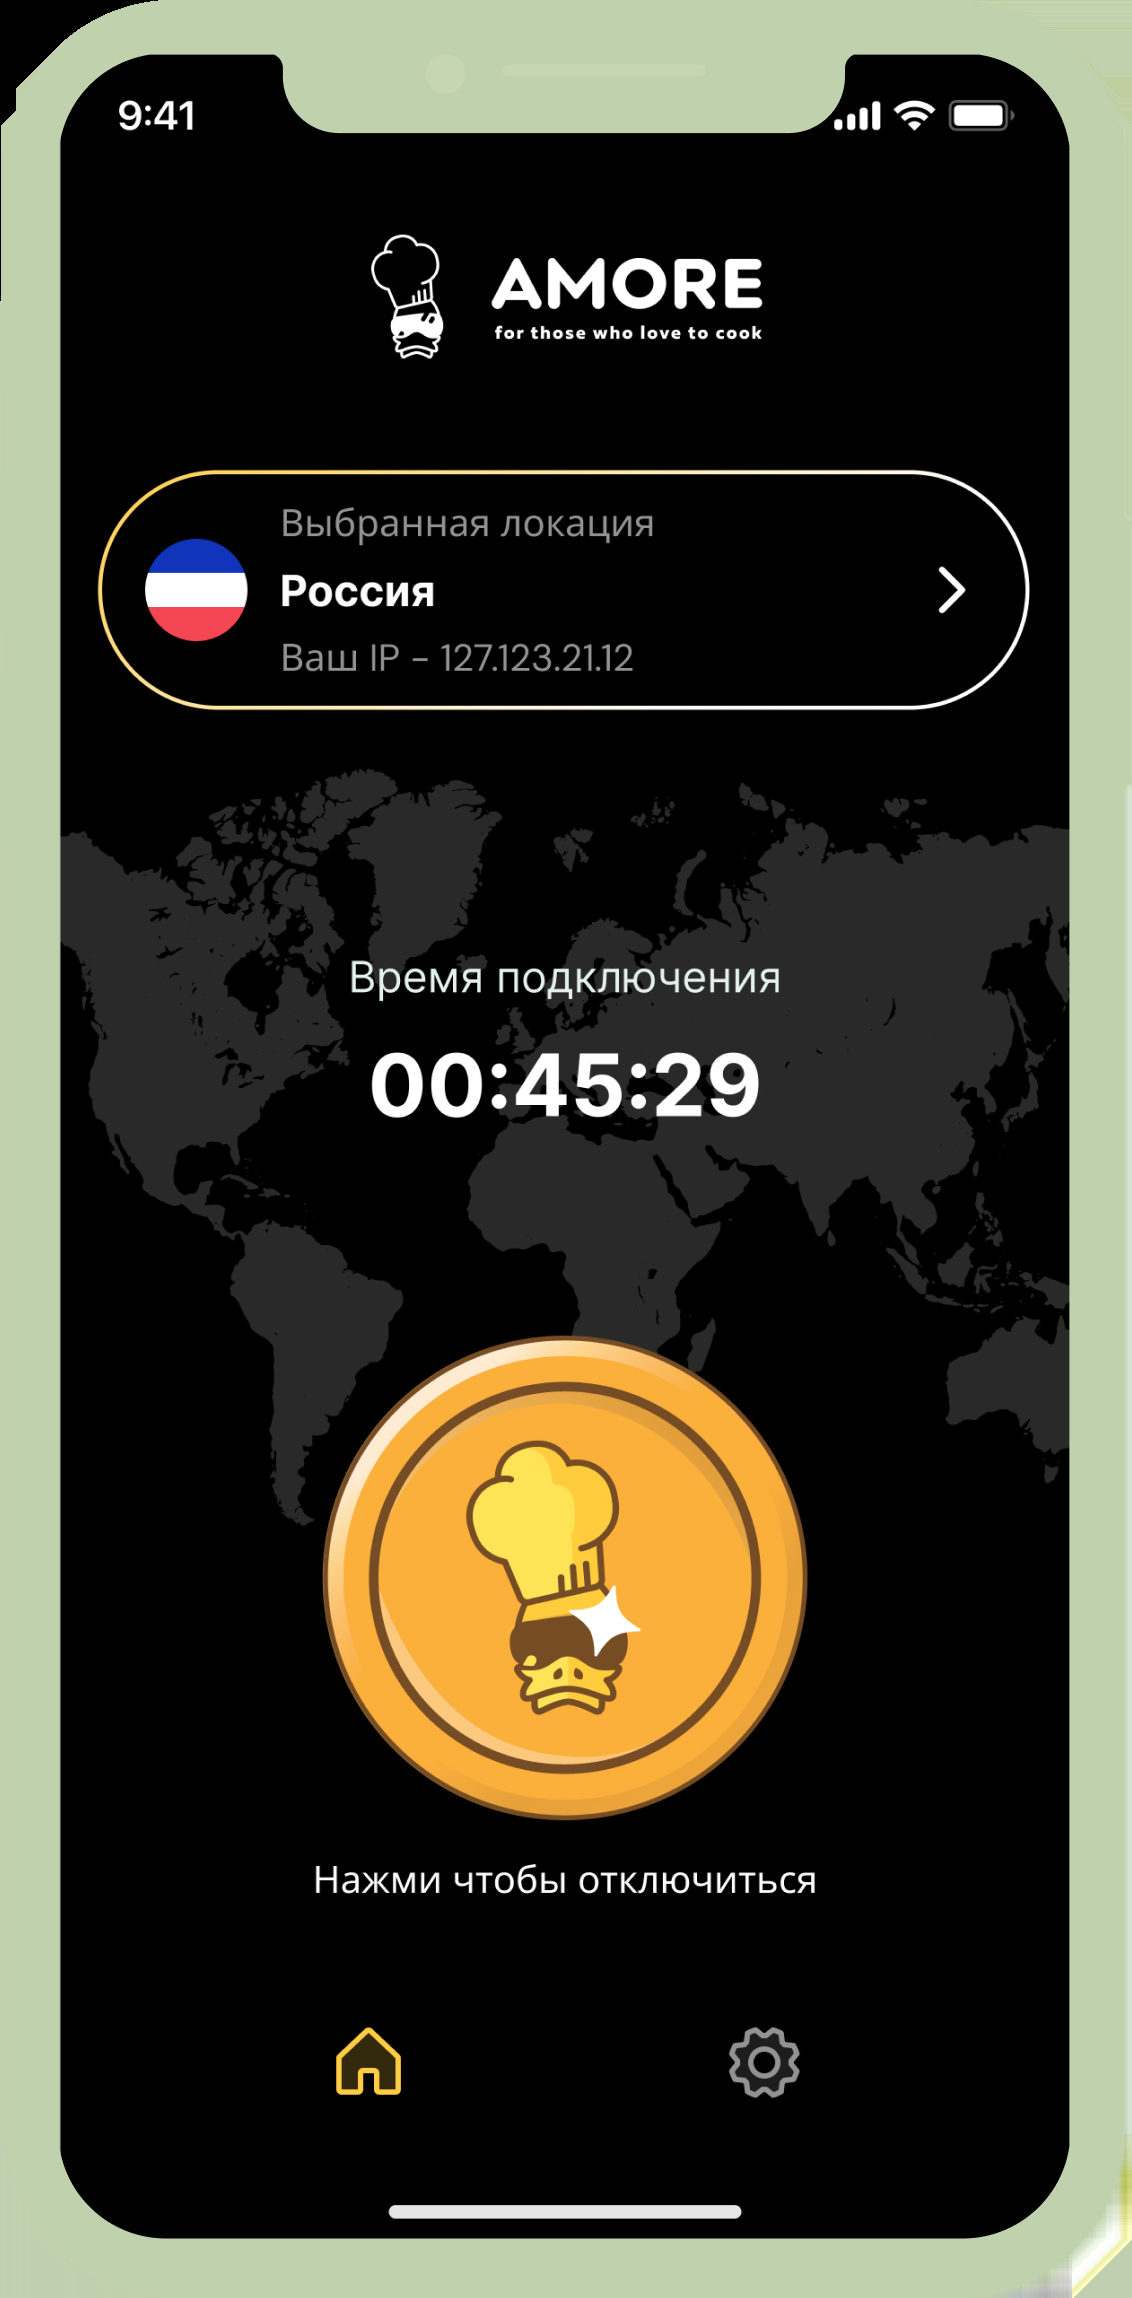 9:41
AMORE
for those who love to cook
Выбранная локация
Россия
Ваш IP – 127.123.21.12
Время подключения
00:45:29
Нажми чтобы отключиться